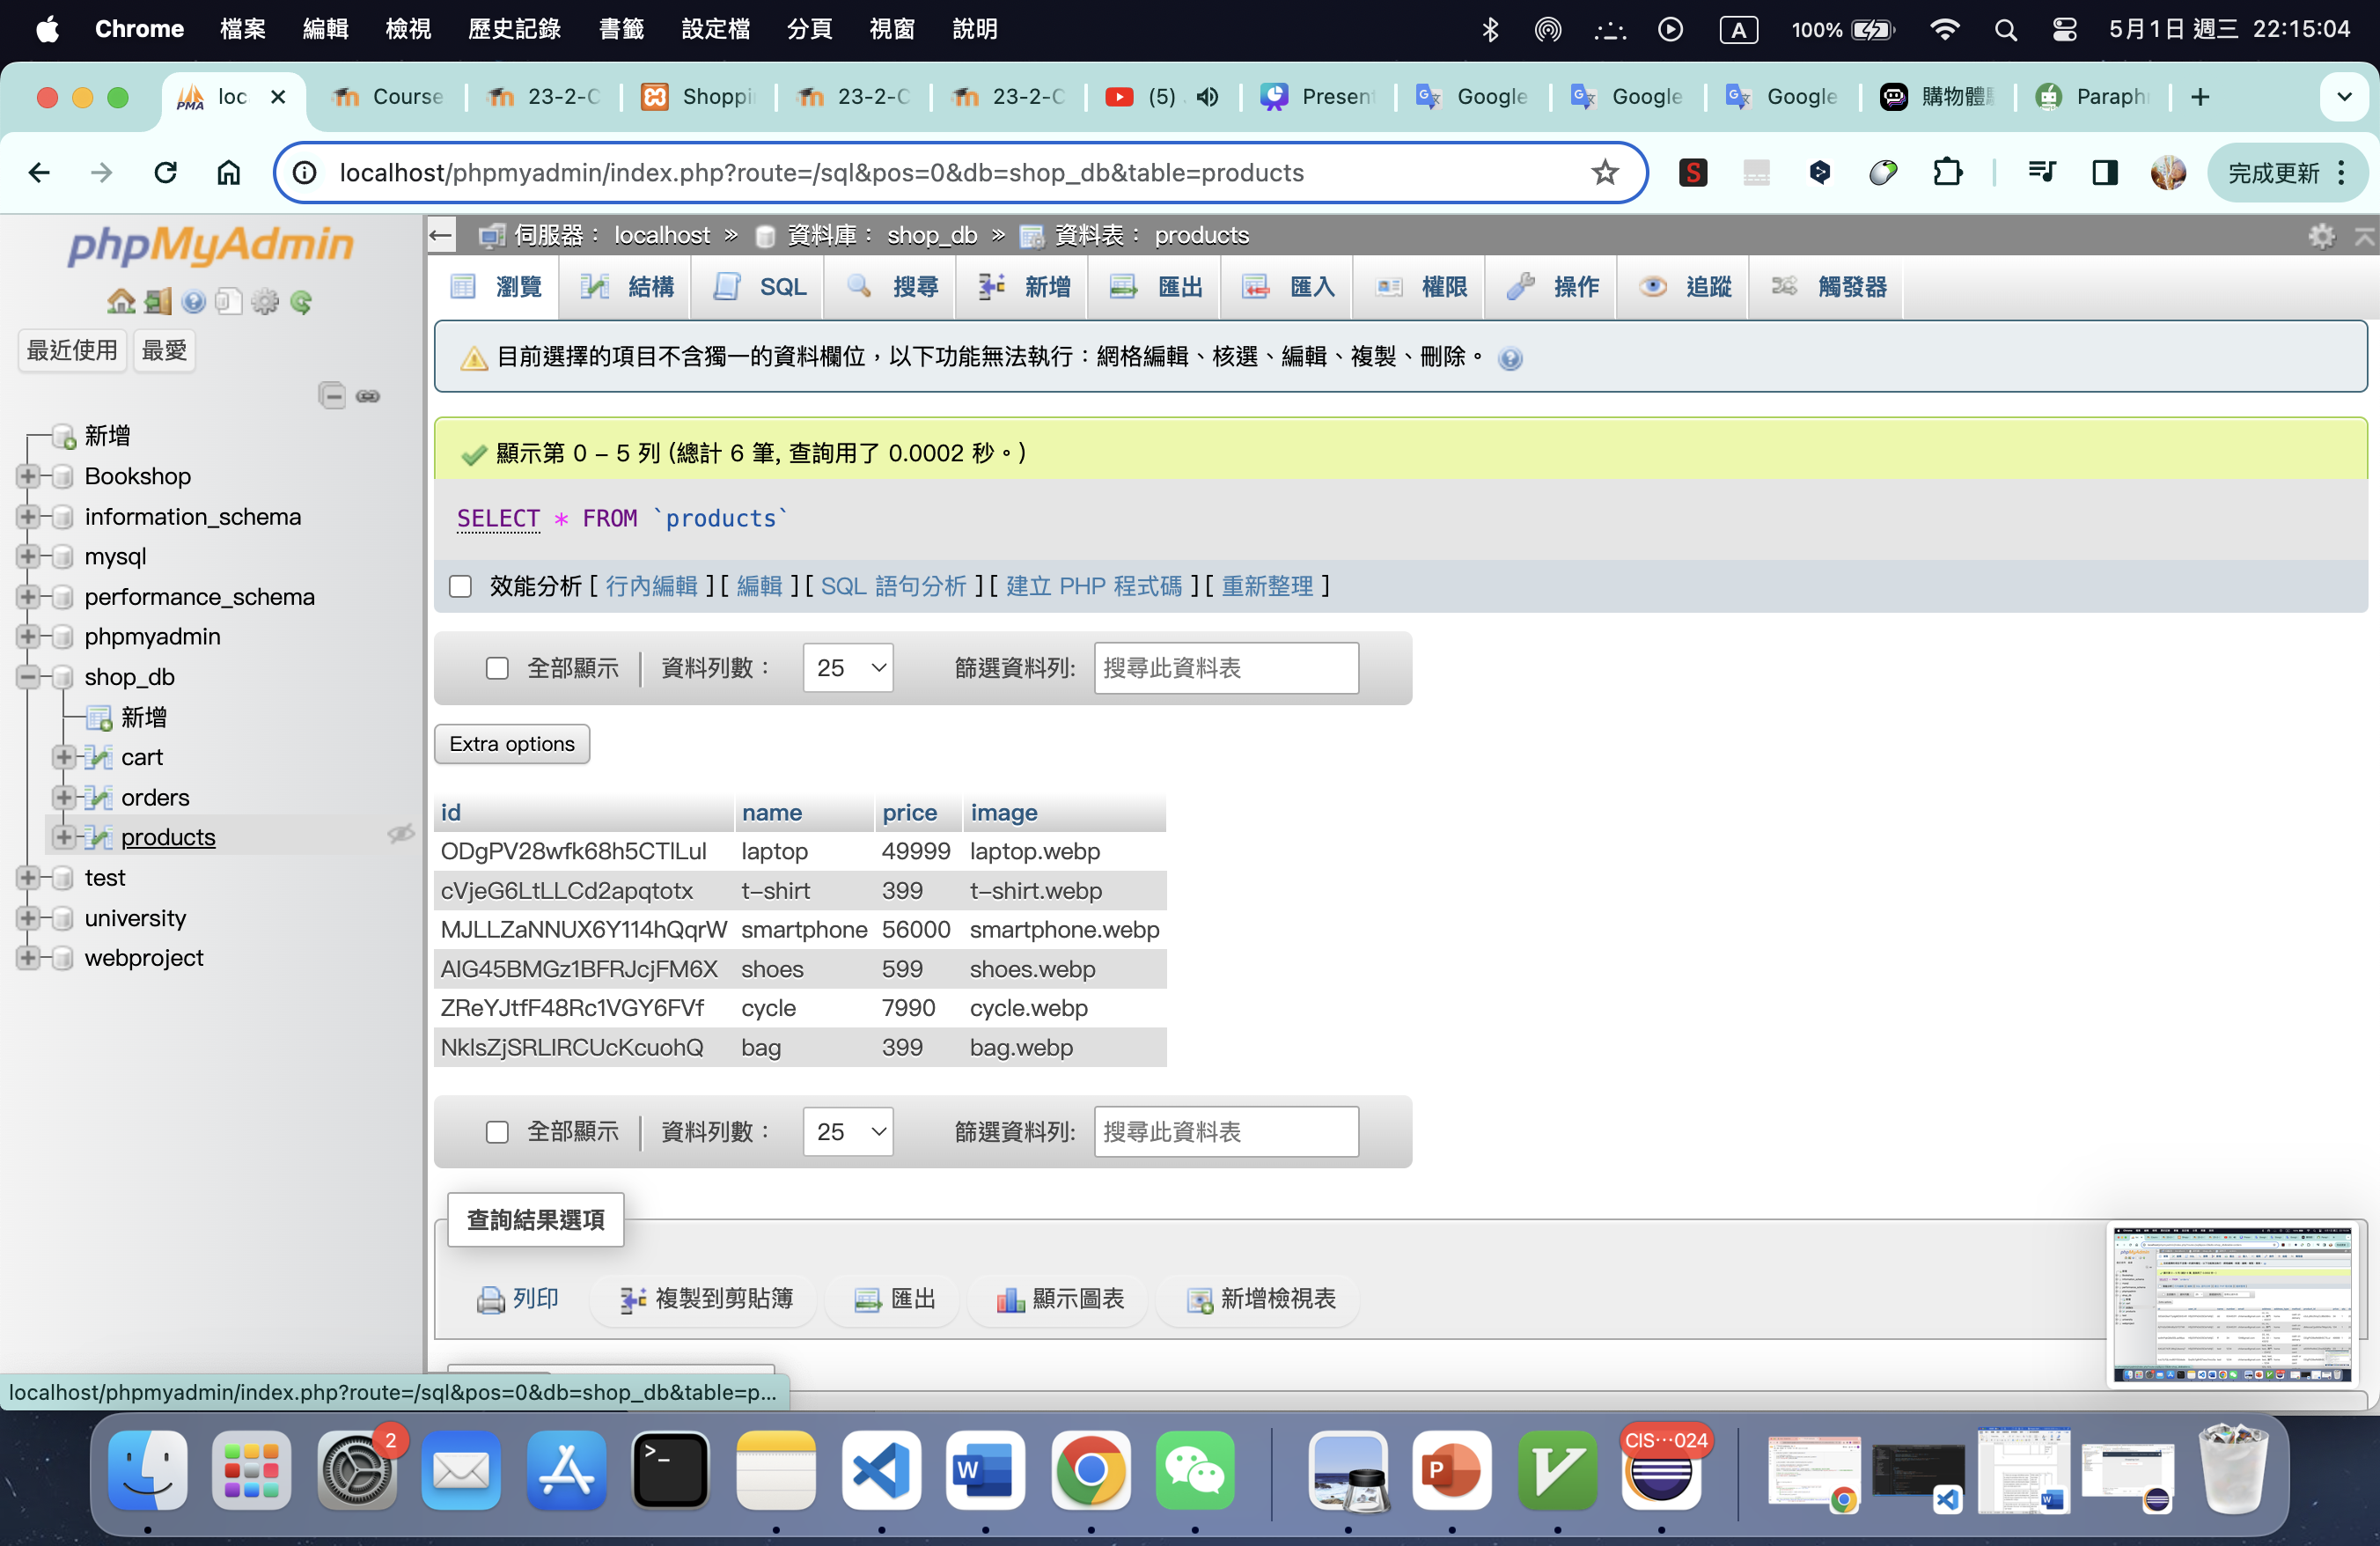 Chrome 檔案 編輯 檢視 歷史記錄 書籤 設定檔 分頁 視窗 說明 A 100% 5月1日 週三 22:15:04
PMA loc Course 23-2-C Shoppi 23-2-C 23-2-C (5) Present Google Google Google 購物體 Paraph
localhost/phpmyadmin/index.php?route=/sql&pos=0&db=shop_db&table=products S 完成更新
phpMyAdmin
最近使用 最愛
新增
Bookshop
information_schema
mysql
performance_schema
phpmyadmin
shop_db
新增
cart
orders
products
test
university
webproject
伺服器： localhost » 資料庫： shop_db » 資料表： products
瀏覽 結構 SQL 搜尋 新增 匯出 匯入 權限 操作 追蹤 觸發器
目前選擇的項目不含獨一的資料欄位，以下功能無法執行：網格編輯、核選、編輯、複製、刪除。
顯示第 0 - 5 列 (總計 6 筆, 查詢用了 0.0002 秒。)
SELECT * FROM `products`
效能分析 [ 行內編輯 ] [ 編輯 ] [ SQL 語句分析 ] [ 建立 PHP 程式碼 ] [ 重新整理 ]
全部顯示 資料列數： 25 篩選資料列: 搜尋此資料表
Extra options
id name price image
ODgPV28wfk68h5CTlLul laptop 49999 laptop.webp
cVjeG6LtLLCd2apqtotx t-shirt 399 t-shirt.webp
MJLLZaNNUX6Y114hQqrW smartphone 56000 smartphone.webp
AIG45BMGz1BFRJcjFM6X shoes 599 shoes.webp
ZReYJtfF48Rc1VGY6FVf cycle 7990 cycle.webp
NklsZjSRLIRCUcKcuohQ bag 399 bag.webp
全部顯示 資料列數： 25 篩選資料列: 搜尋此資料表
查詢結果選項
列印 複製到剪貼簿 匯出 顯示圖表 新增檢視表
localhost/phpmyadmin/index.php?route=/sql&pos=0&db=shop_db&table=p...
2
CIS…024